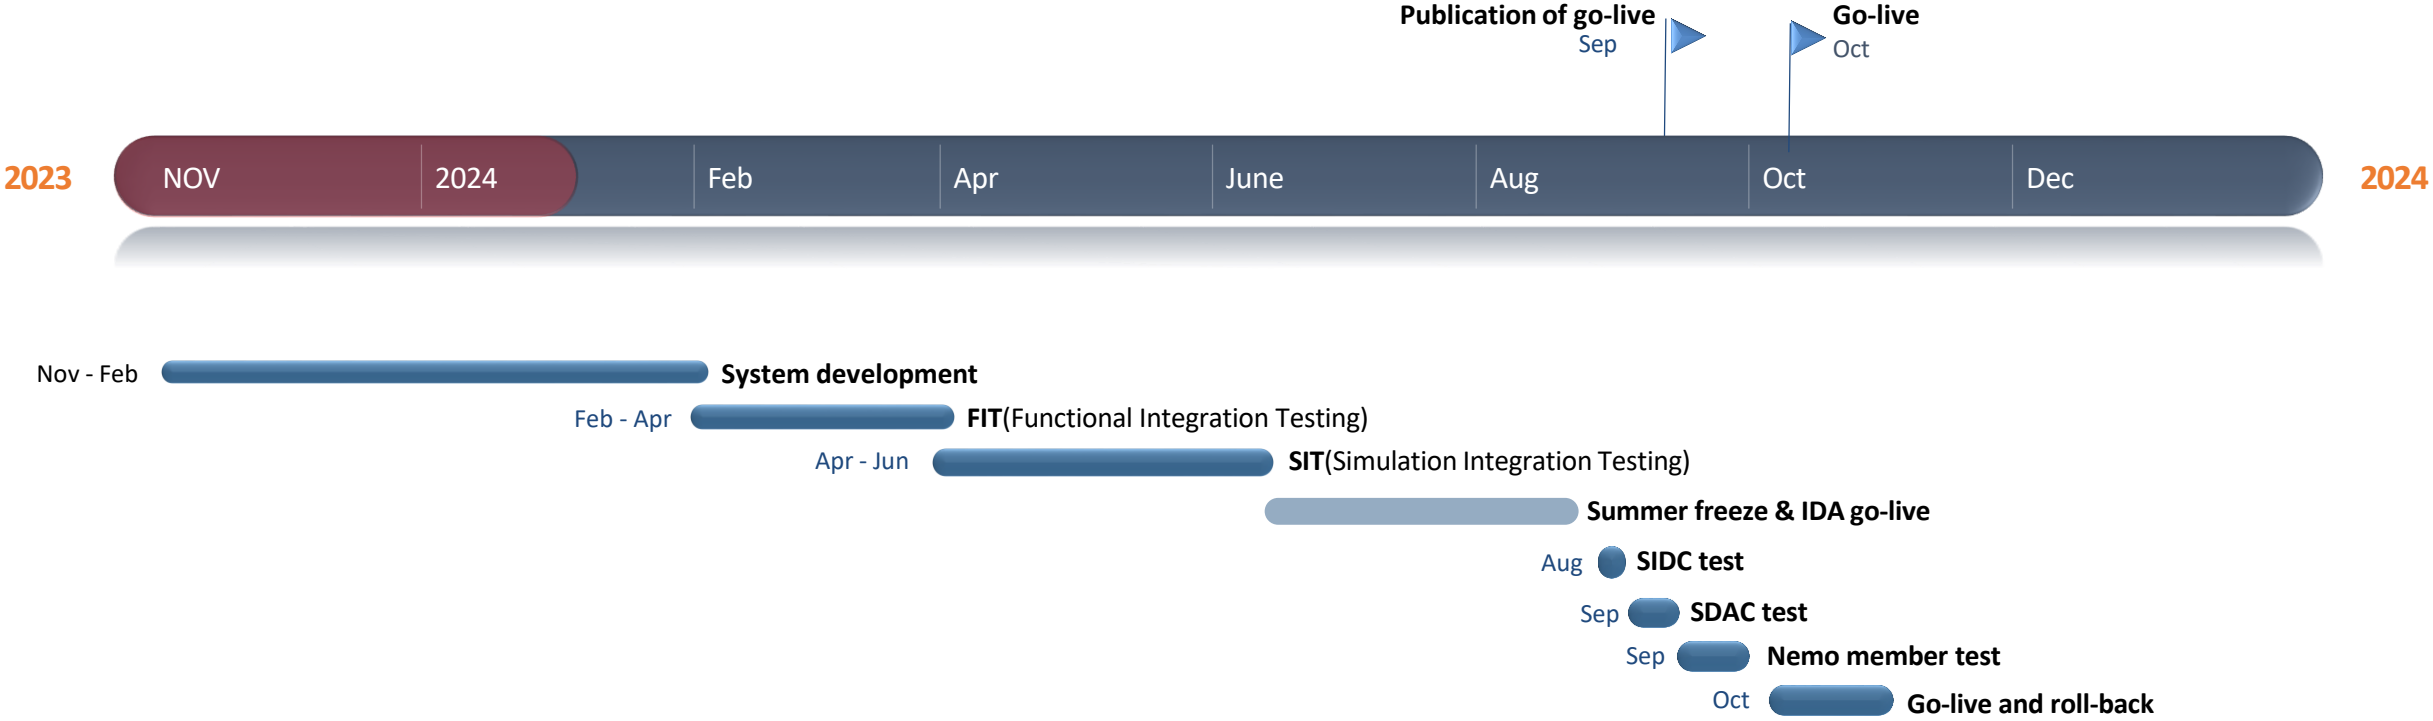 Publication of go-live
Sep
Go-live
Oct
2023
NOV
2024
Feb
Apr
June
Aug
Oct
Dec
2024
Nov - Feb
System development
Feb - Apr
FIT(Functional Integration Testing)
Apr - Jun
SIT(Simulation Integration Testing)
Summer freeze & IDA go-live
Aug
SIDC test
Sep
SDAC test
Sep
Nemo member test
Oct
Go-live and roll-back